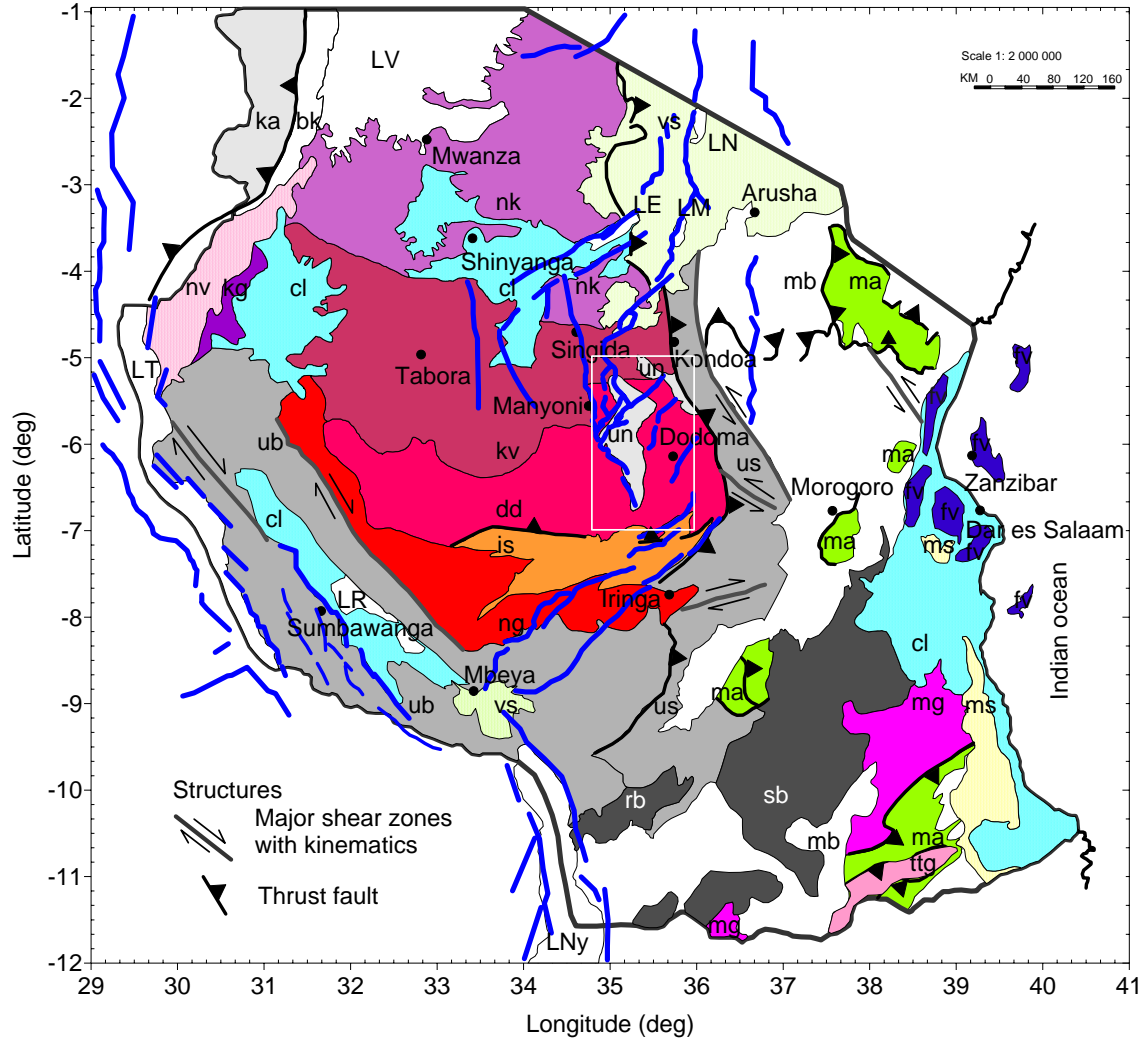 -1
-2
-3
-4
-5
-6
-7
-8
-9
-10
-11
-12
Latitude (deg)
Scale 1: 2 000 000
KM 0 40 80 120 160
LV
ka
bk
vs
LN
Mwanza
nk
LE
LM
Arusha
Shinyanga
nv
kg
cl
cl
nk
mb
ma
LT
Singida
Kondoa
Tabora
un
fv
Manyoni
fv
ub
un
Dodoma
kv
us
ma
fv
Morogoro
fv
Zanzibar
cl
dd
fv
Dar es Salaam
is
ma
ms
fv
LR
Iringa
fv
Sumbawanga
ng
cl
Mbeya
ma
ub
vs
us
mg
ms
Indian ocean
Structures
Major shear zones
with kinematics
Thrust fault
rb
sb
mb
ma
ttg
mg
LNy
29 30 31 32 33 34 35 36 37 38 39 40 41
Longitude (deg)